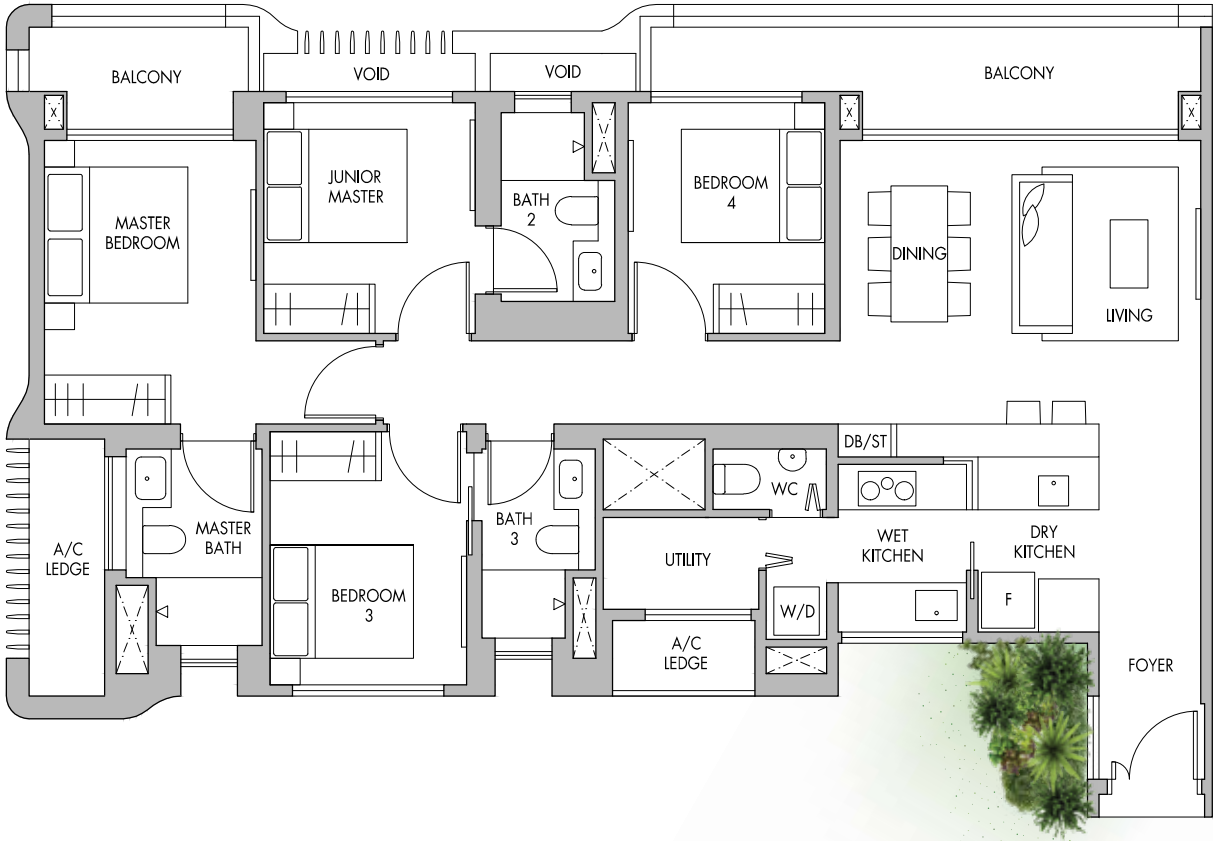 BALCONY
VOID
VOID
BALCONY
JUNIOR
MASTER
BATH
2
BEDROOM
4
MASTER
BEDROOM
DINING
LIVING
DB/ST
WC
MASTER
BATH
BATH
3
A/C
LEDGE
UTILITY
WET
KITCHEN
DRY
KITCHEN
BEDROOM
3
W/D
F
A/C
LEDGE
FOYER